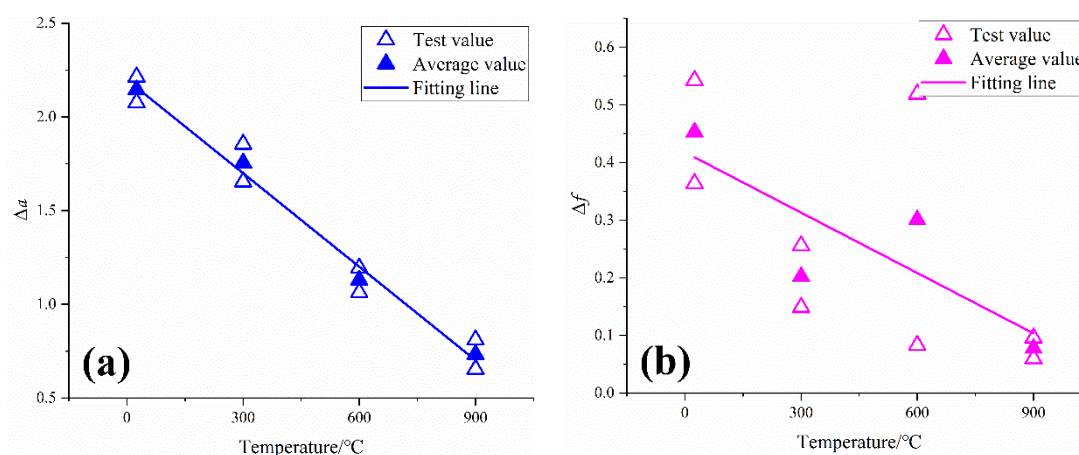 2.5
2.0
1.5
1.0
0.5
Δa
0
300
600
900
Temperature/°C
Test value
Average value
Fitting line
(a)
0.6
0.5
0.4
0.3
0.2
0.1
0.0
Δf
0
300
600
900
Temperature/°C
Test value
Average value
Fitting line
(b)